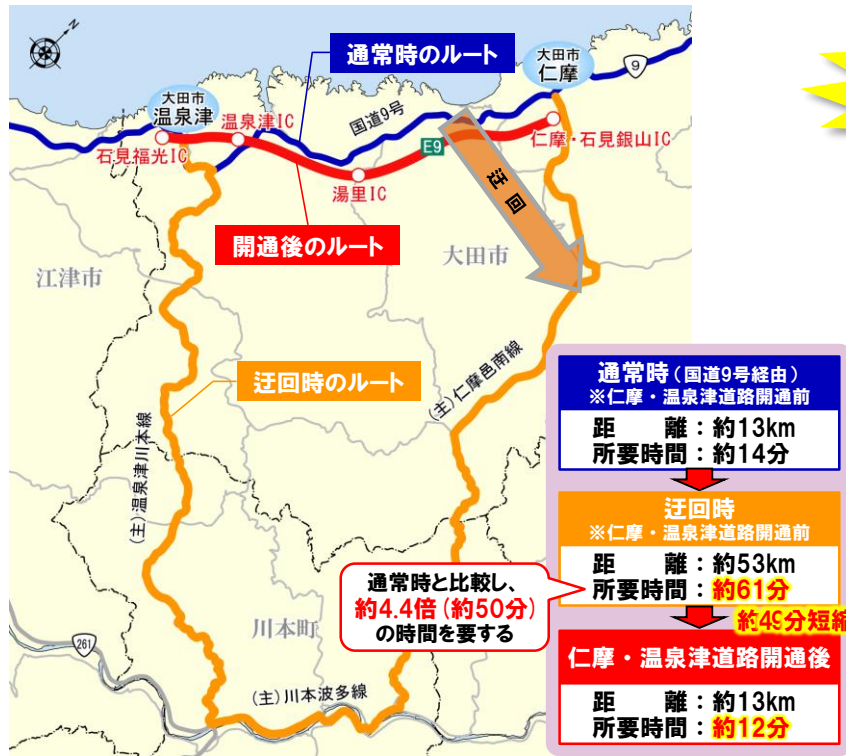 N
通常時のルート
9
大田市
仁摩
大田市
温泉津
温泉津IC
国道9号
石見福光IC
E9
仁摩・石見銀山IC
湯里IC
迂回
開通後のルート
大田市
江津市
迂回時のルート
(主)仁摩邑南線
(主)温泉津川本線
通常時(国道9号経由)
※仁摩・温泉津道路開通前
距 離:約13km
所要時間:約14分
迂回時
※仁摩・温泉津道路開通前
距 離:約53km
所要時間:約61分
通常時と比較し、
約4.4倍(約50分)
の時間を要する
約49分短縮
川本町
261
仁摩・温泉津道路開通後
(主)川本波多線
距 離:約13km
所要時間:約12分